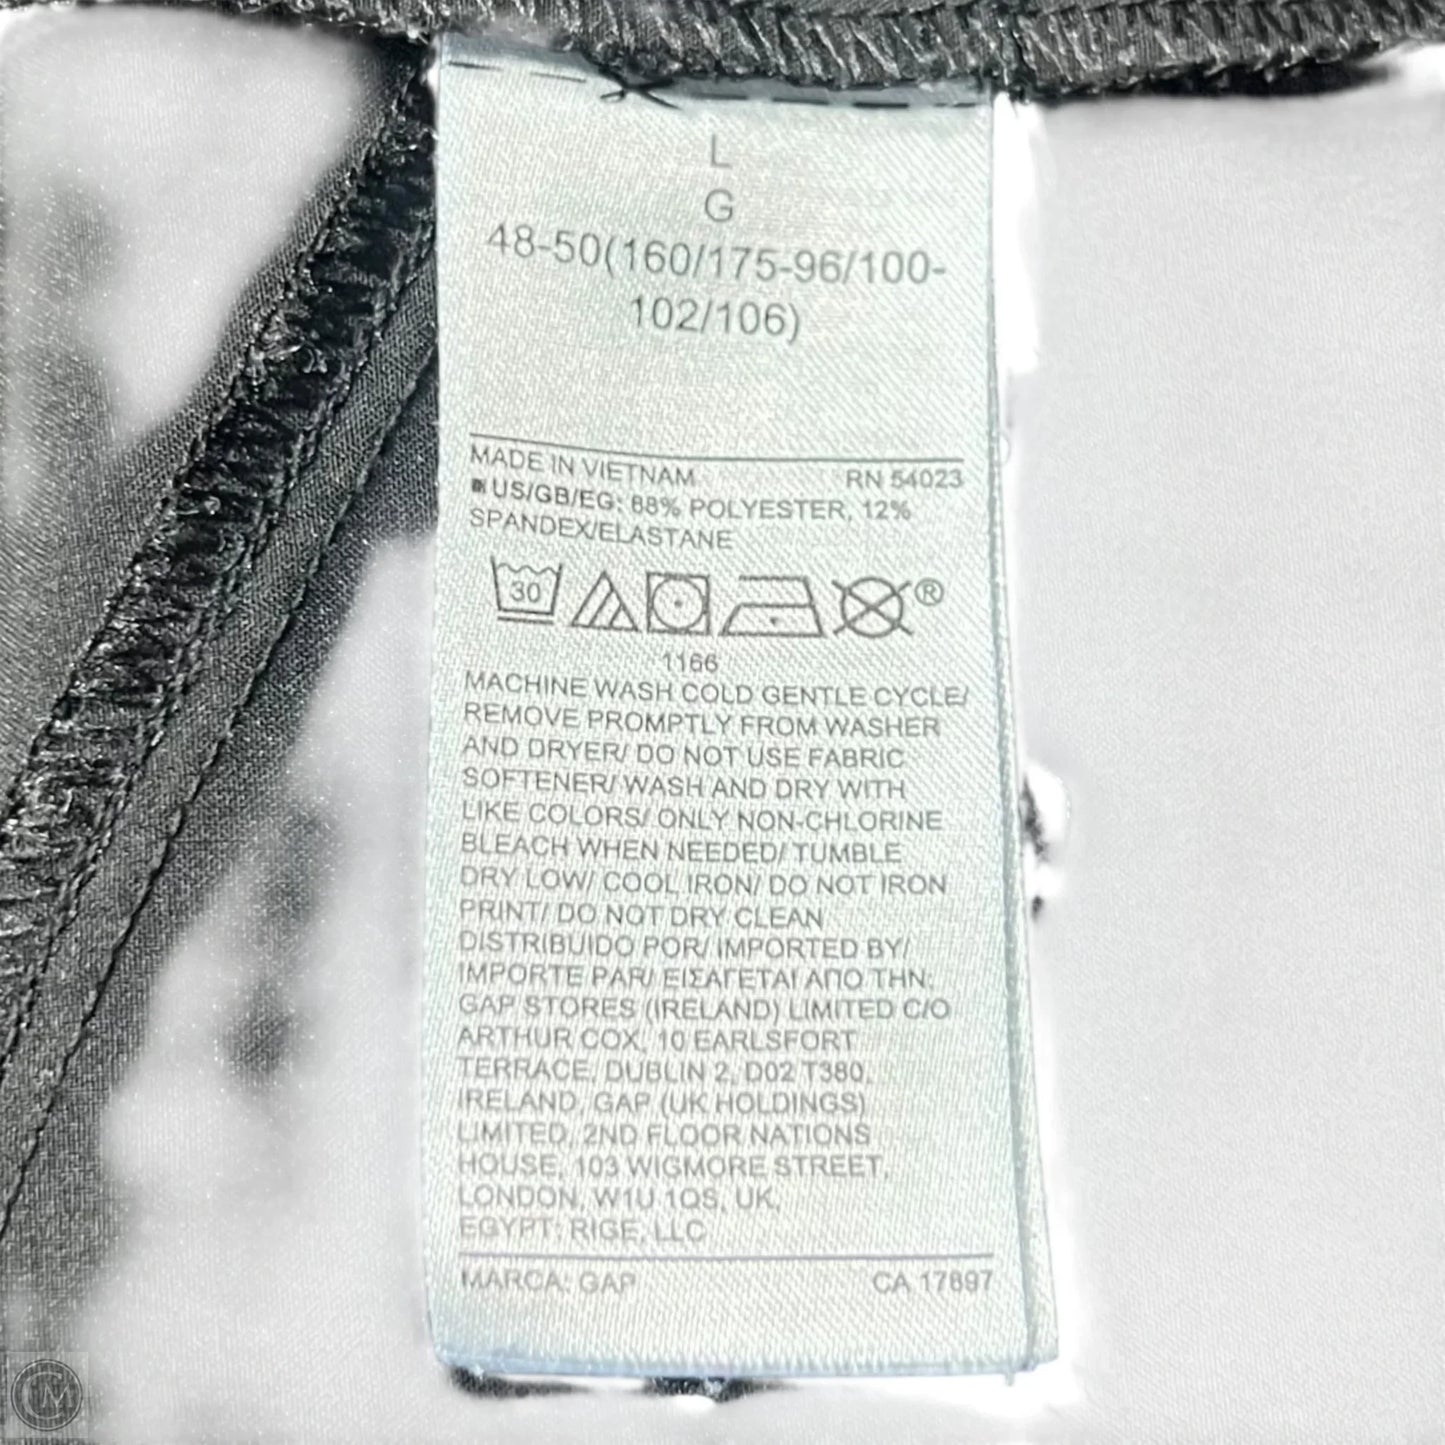 L
G
48-50(160/175-96/100-
102/106)
MADE IN VIETNAM RN 54023
US/GB/EG: 88% POLYESTER, 12%
SPANDEX/ELASTANE
30 ®
1166
MACHINE WASH COLD GENTLE CYCLE/
REMOVE PROMPTLY FROM WASHER
AND DRYER/ DO NOT USE FABRIC
SOFTENER/ WASH AND DRY WITH
LIKE COLORS/ ONLY NON-CHLORINE
BLEACH WHEN NEEDED/ TUMBLE
DRY LOW/ COOL IRON/ DO NOT IRON
PRINT/ DO NOT DRY CLEAN
DISTRIBUIDO POR/ IMPORTED BY/
IMPORTE PAR/ ΕΙΣΑΓΕΤΑΙ ΑΠΟ ΤΗΝ:
GAP STORES (IRELAND) LIMITED C/O
ARTHUR COX, 10 EARLSFORT
TERRACE, DUBLIN 2, D02 T380,
IRELAND, GAP (UK HOLDINGS)
LIMITED, 2ND FLOOR NATIONS
HOUSE, 103 WIGMORE STREET,
LONDON, W1U 1QS, UK,
EGYPT: RIGE, LLC
MARCA: GAP CA 17897